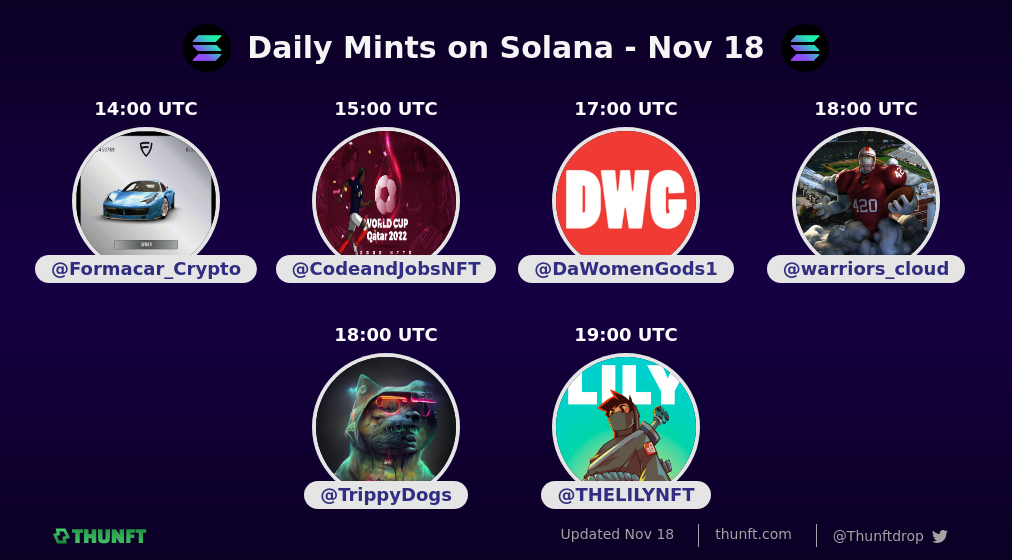 Daily Mints on Solana - Nov 18
14:00 UTC
15:00 UTC
17:00 UTC
18:00 UTC
WORLD CUP
Qatar 2022
DWG
420
42
@Formacar_Crypto
@CodeandJobsNFT
@DaWomenGods1
@warriors_cloud
18:00 UTC
19:00 UTC
LILY
@TrippyDogs
@THELILYNFT
THUNFT
Updated Nov 18
thunft.com
@Thunftdrop